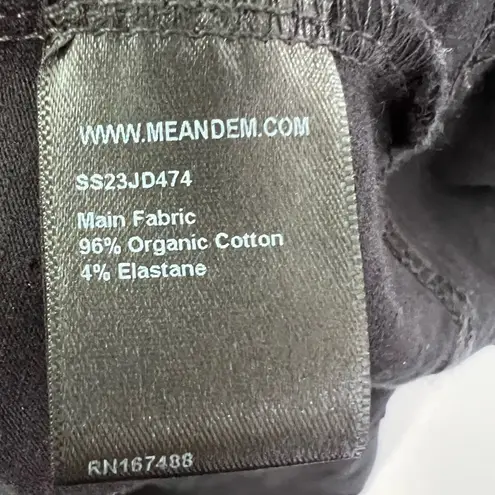 WWW.MEANDEM.COM
SS23JD474
Main Fabric
96% Organic Cotton
4% Elastane
RN167488